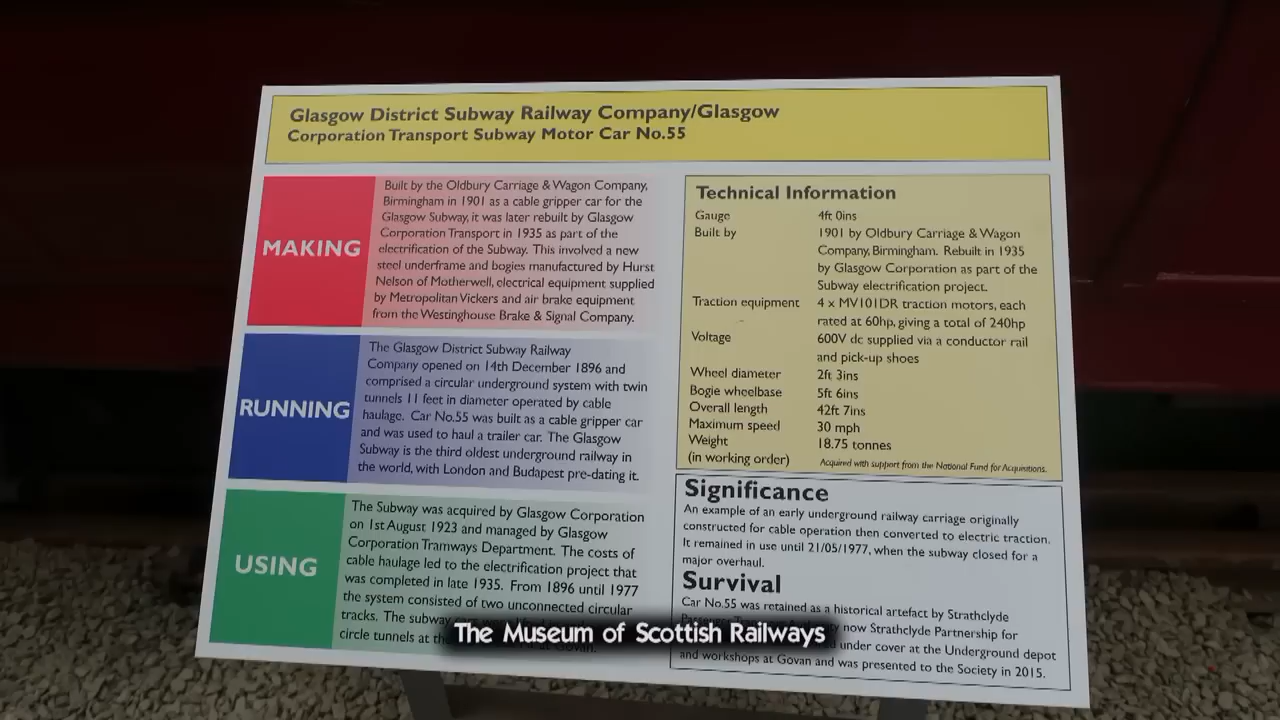 Glasgow District Subway Railway Company/Glasgow
Corporation Transport Subway Motor Car No.55
MAKING
Built by the Oldbury Carriage & Wagon Company,
Birmingham in 1901 as a cable gripper car for the
Glasgow Subway, it was later rebuilt by Glasgow
Corporation Transport in 1935 as part of the
electrification of the Subway. This involved a new
steel underframe and bogies manufactured by Hurst
Nelson of Motherwell, electrical equipment supplied
by Metropolitan Vickers and air brake equipment
from the Westinghouse Brake & Signal Company.
RUNNING
The Glasgow District Subway Railway
Company opened on 14th December 1896 and
comprised a circular underground system with twin
tunnels 11 feet in diameter operated by cable
haulage. Car No.55 was built as a cable gripper car
and was used to haul a trailer car. The Glasgow
Subway is the third oldest underground railway in
the world, with London and Budapest pre-dating it.
USING
The Subway was acquired by Glasgow Corporation
on 1st August 1923 and managed by Glasgow
Corporation Tramways Department. The costs of
cable haulage led to the electrification project that
was completed in late 1935. From 1896 until 1977
the system consisted of two unconnected circular
tracks. The subway
circle tunnels at the
Technical Information
Gauge 4ft 0ins
Built by 1901 by Oldbury Carriage & Wagon
Company, Birmingham. Rebuilt in 1935
by Glasgow Corporation as part of the
Subway electrification project.
Traction equipment 4 x MV101DR traction motors, each
rated at 60hp, giving a total of 240hp
Voltage 600V dc supplied via a conductor rail
and pick-up shoes
Wheel diameter 2ft 3ins
Bogie wheelbase 5ft 6ins
Overall length 42ft 7ins
Maximum speed 30 mph
Weight 18.75 tonnes
(in working order) Acquired with support from the National Fund for Acquisitions.
Significance
An example of an early underground railway carriage originally
constructed for cable operation then converted to electric traction.
It remained in use until 21/05/1977, when the subway closed for a
major overhaul.
Survival
Car No.55 was retained as a historical artefact by Strathclyde
now Strathclyde Partnership for
under cover at the Underground depot
and workshops at Govan and was presented to the Society in 2015.
The Museum of Scottish Railways